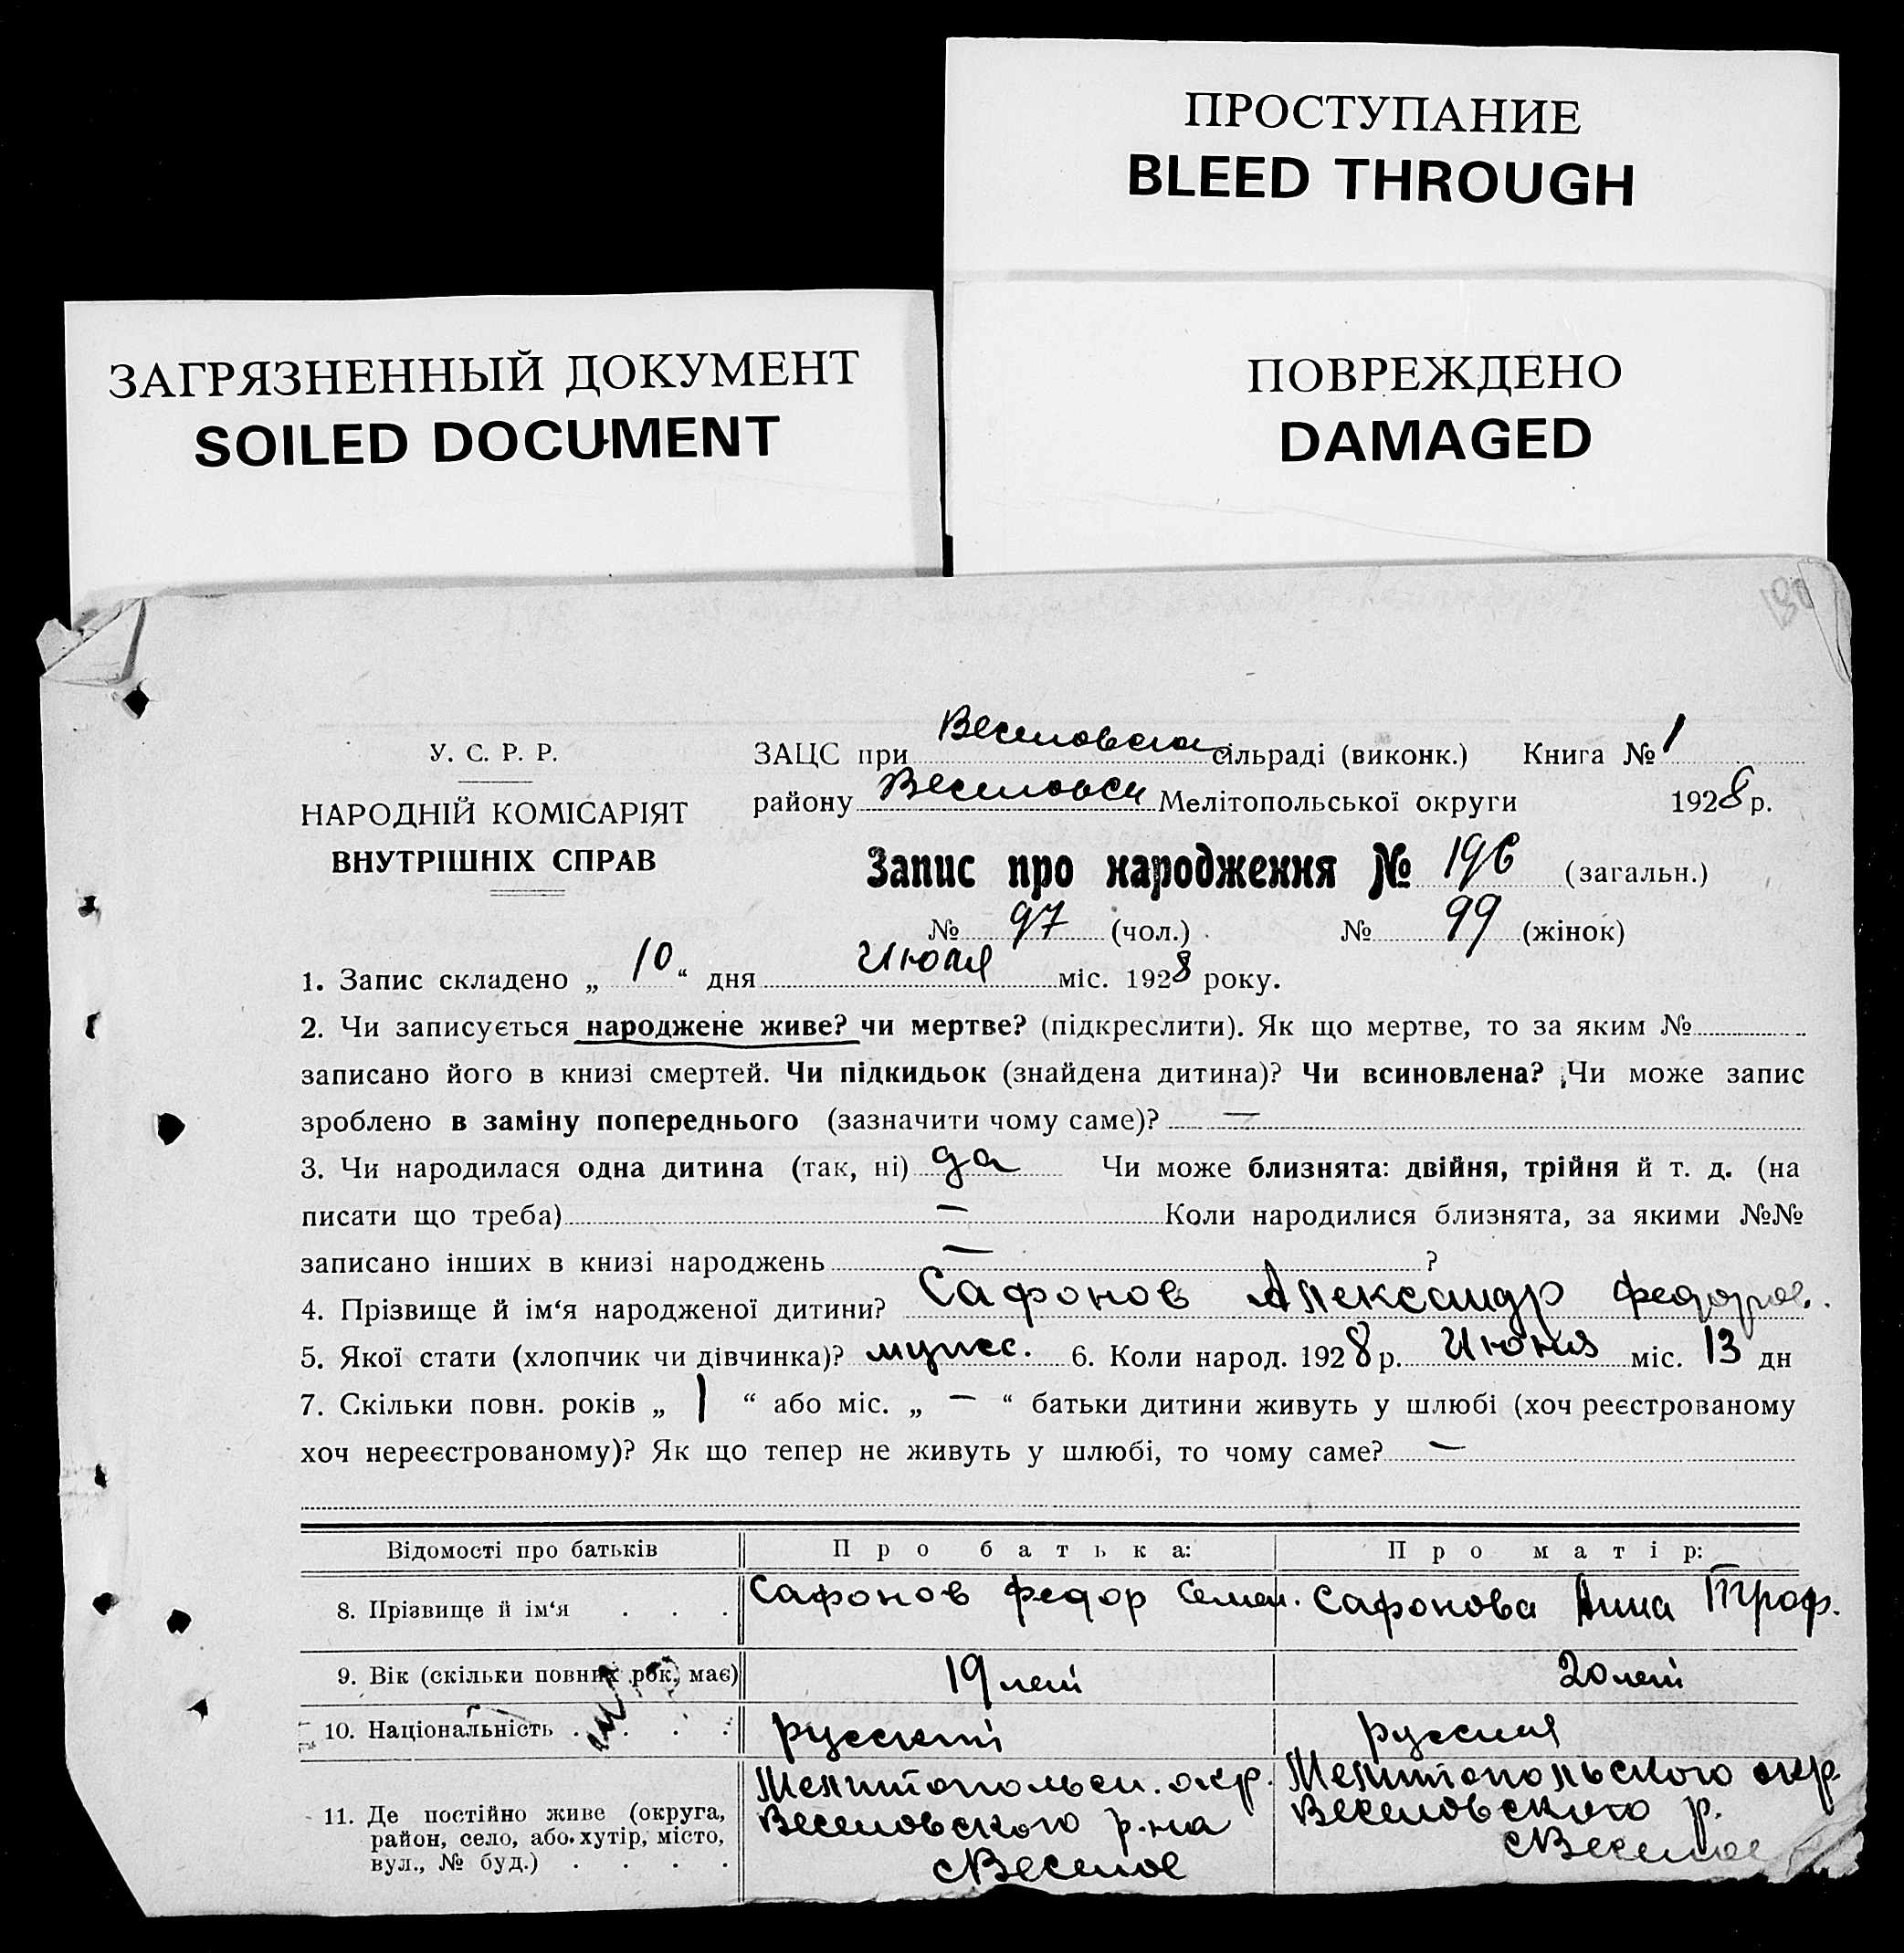 ПРОСТУПАНИЕ
BLEED THROUGH
ЗАГРЯЗНЕННЫЙ ДОКУМЕНТ
SOILED DOCUMENT
ПОВРЕЖДЕНО
DAMAGED
У. С. Р. Р.
НАРОДНІЙ КОМІСАРІЯТ
ВНУТРІШНІХ СПРАВ
ЗАЦС при Веселовском сільраді (виконк.) Книга № 1
району Веселовск Мелітопольської округи 1928 р.
Запис про народження № 196 (загальн.)
№ 97 (чол.) № 99 (жінок)
1. Запис складено „ 10 “ дня Июля міс. 1928 року.
2. Чи записується народжене живе? чи мертве? (підкреслити). Як що мертве, то за яким №
записано його в книзі смертей. Чи підкидьок (знайдена дитина)? Чи всиновлена? Чи може запис
зроблено в заміну попереднього (зазначити чому саме)? —
3. Чи народилася одна дитина (так, ні) да Чи може близнята: двійня, трійня й т. д. (на
писати що треба) — Коли народилися близнята, за якими №№
записано інших в книзі народжень — ?
4. Прізвище й ім‘я народженої дитини? Сафонов Александр Федоров.
5. Якої стати (хлопчик чи дівчинка)? мужс. 6. Коли народ. 1928 р. Июня міс. 13 дн
7. Скільки повн. років „ 1 “ або міс. „ — “ батьки дитини живуть у шлюбі (хоч реєстрованому
хоч нереєстрованому)? Як що тепер не живуть у шлюбі, то чому саме? —
Відомості про батьків Про батька: Про матір:
8. Прізвище й ім‘я . . . Сафонов Федор Семен. Сафонова Анна Троф.
9. Вік (скільки повних рок. має) 19 лет 20 лет
10. Національність . . . . русский русская
11. Де постійно живе (округа, Мелитопольск. окр. Мелитопольского окр.
район, село, або хутір, місто, Веселовского р-на Веселовского р.
вул., № буд.) . . . . с Веселое с Веселое